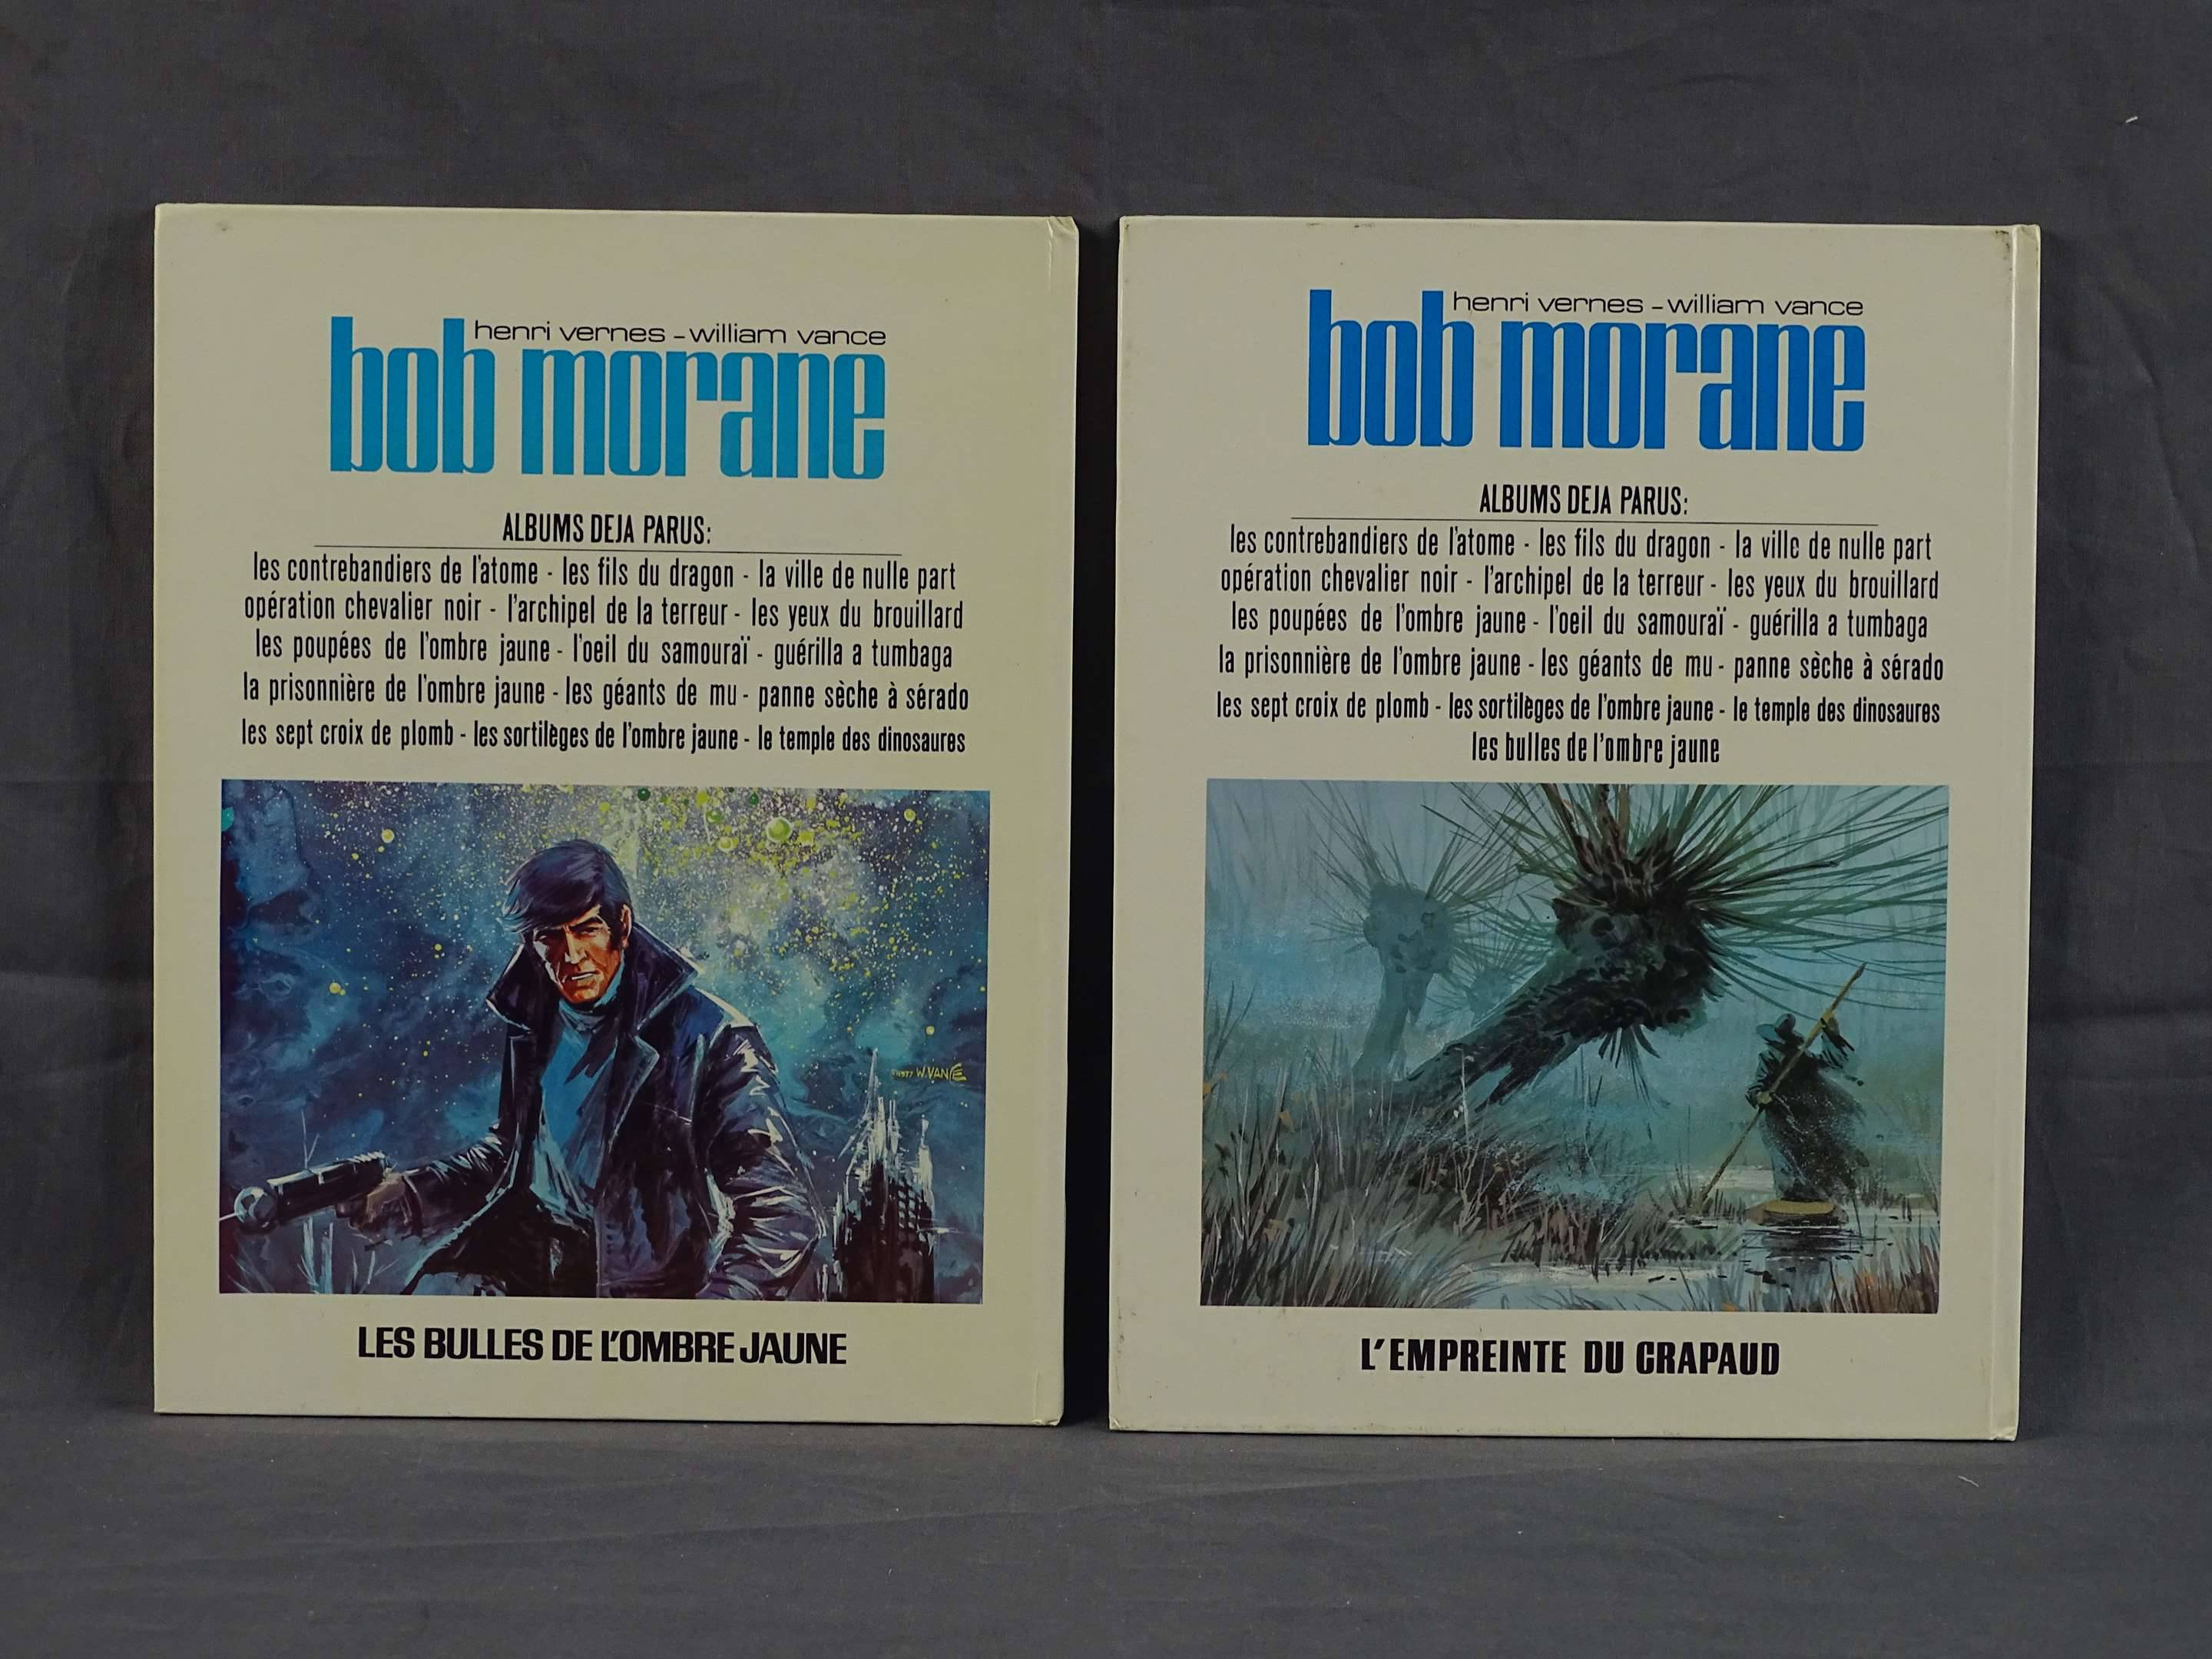 henri vernes - william vance
bob morane
ALBUMS DEJA PARUS:
les contrebandiers de l'atome - les fils du dragon - la ville de nulle part
opération chevalier noir - l'archipel de la terreur - les yeux du brouillard
les poupées de l'ombre jaune - l'oeil du samouraï - guérilla a tumbaga
la prisonnière de l'ombre jaune - les géants de mu - panne sèche à sérado
les sept croix de plomb - les sortilèges de l'ombre jaune - le temple des dinosaures
©1977 W.VANCE
LES BULLES DE L'OMBRE JAUNE
henri vernes - william vance
bob morane
ALBUMS DEJA PARUS:
les contrebandiers de l'atome - les fils du dragon - la ville de nulle part
opération chevalier noir - l'archipel de la terreur - les yeux du brouillard
les poupées de l'ombre jaune - l'oeil du samouraï - guérilla a tumbaga
la prisonnière de l'ombre jaune - les géants de mu - panne sèche à sérado
les sept croix de plomb - les sortilèges de l'ombre jaune - le temple des dinosaures
les bulles de l'ombre jaune
L'EMPREINTE DU CRAPAUD